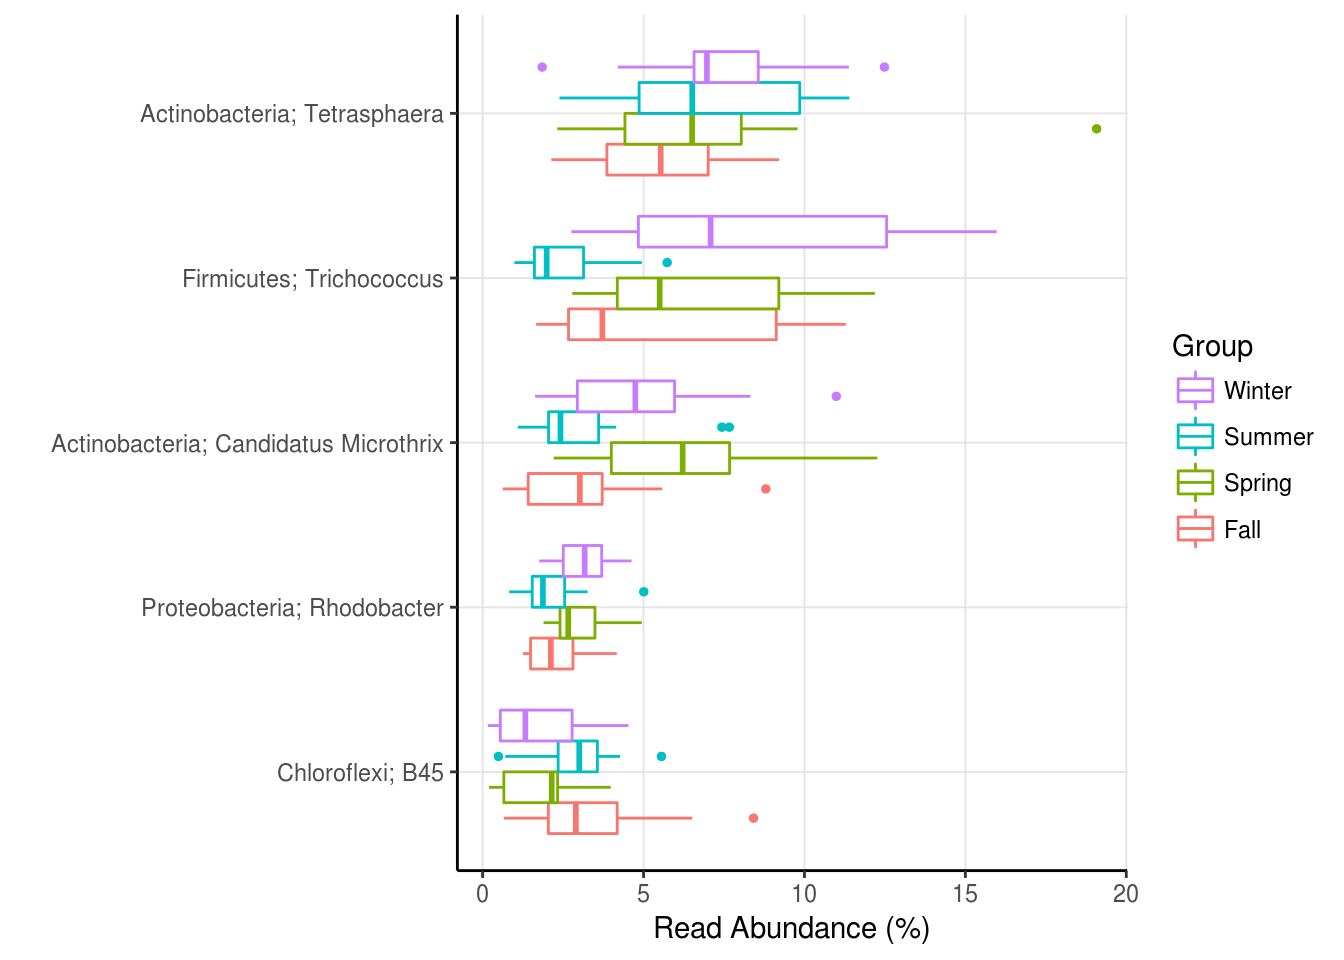 Actinobacteria; Tetrasphaera
Firmicutes; Trichococcus
Actinobacteria; Candidatus Microthrix
Proteobacteria; Rhodobacter
Chloroflexi; B45
0 5 10 15 20
Read Abundance (%)
Group
Winter
Summer
Spring
Fall